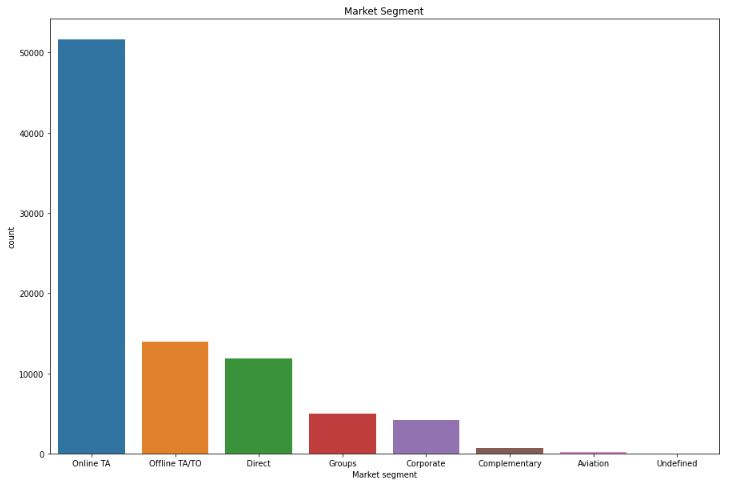 Market Segment
50000
40000
30000
20000
10000
0
count
Online TA Offline TA/TO Direct Groups Corporate Complementary Aviation Undefined
Market segment